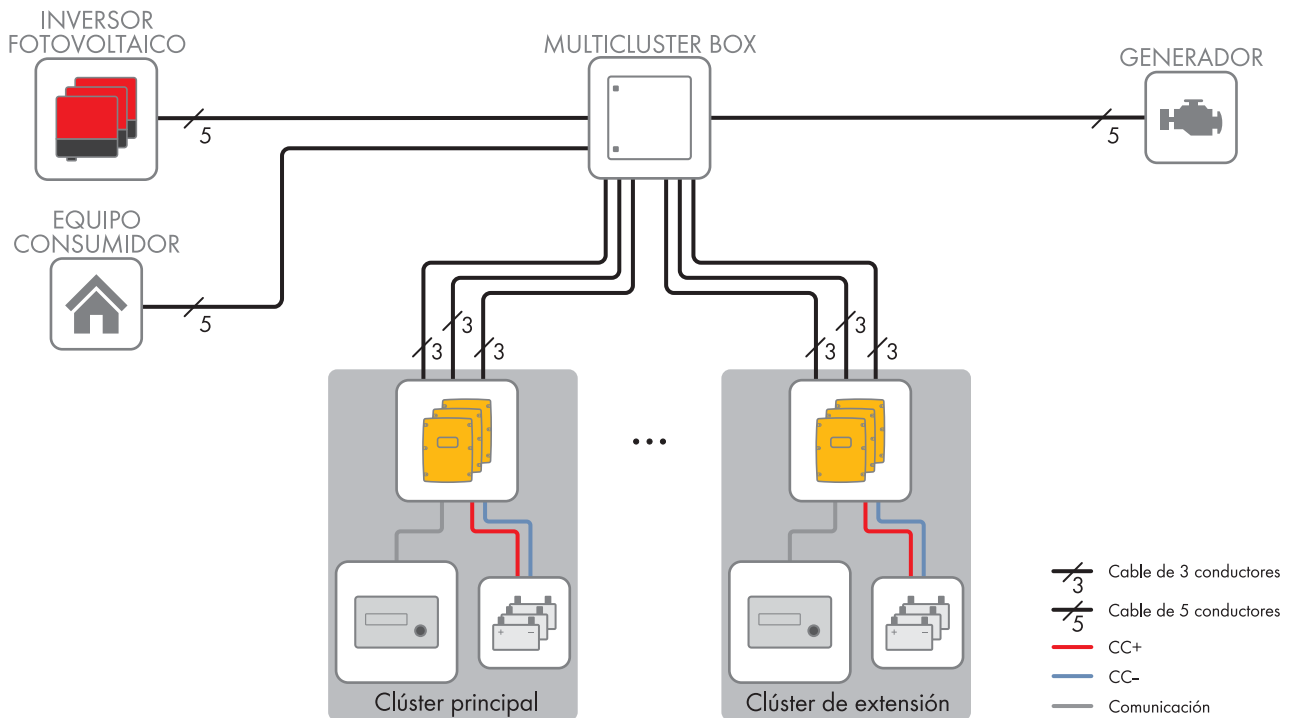 INVERSOR
FOTOVOLTAICO
MULTICLUSTER BOX
GENERADOR
5
5
EQUIPO
CONSUMIDOR
5
3
3
3
3
3
3
...
+ −
+ −
Clúster principal
Clúster de extensión
3 Cable de 3 conductores
5 Cable de 5 conductores
CC+
CC–
Comunicación